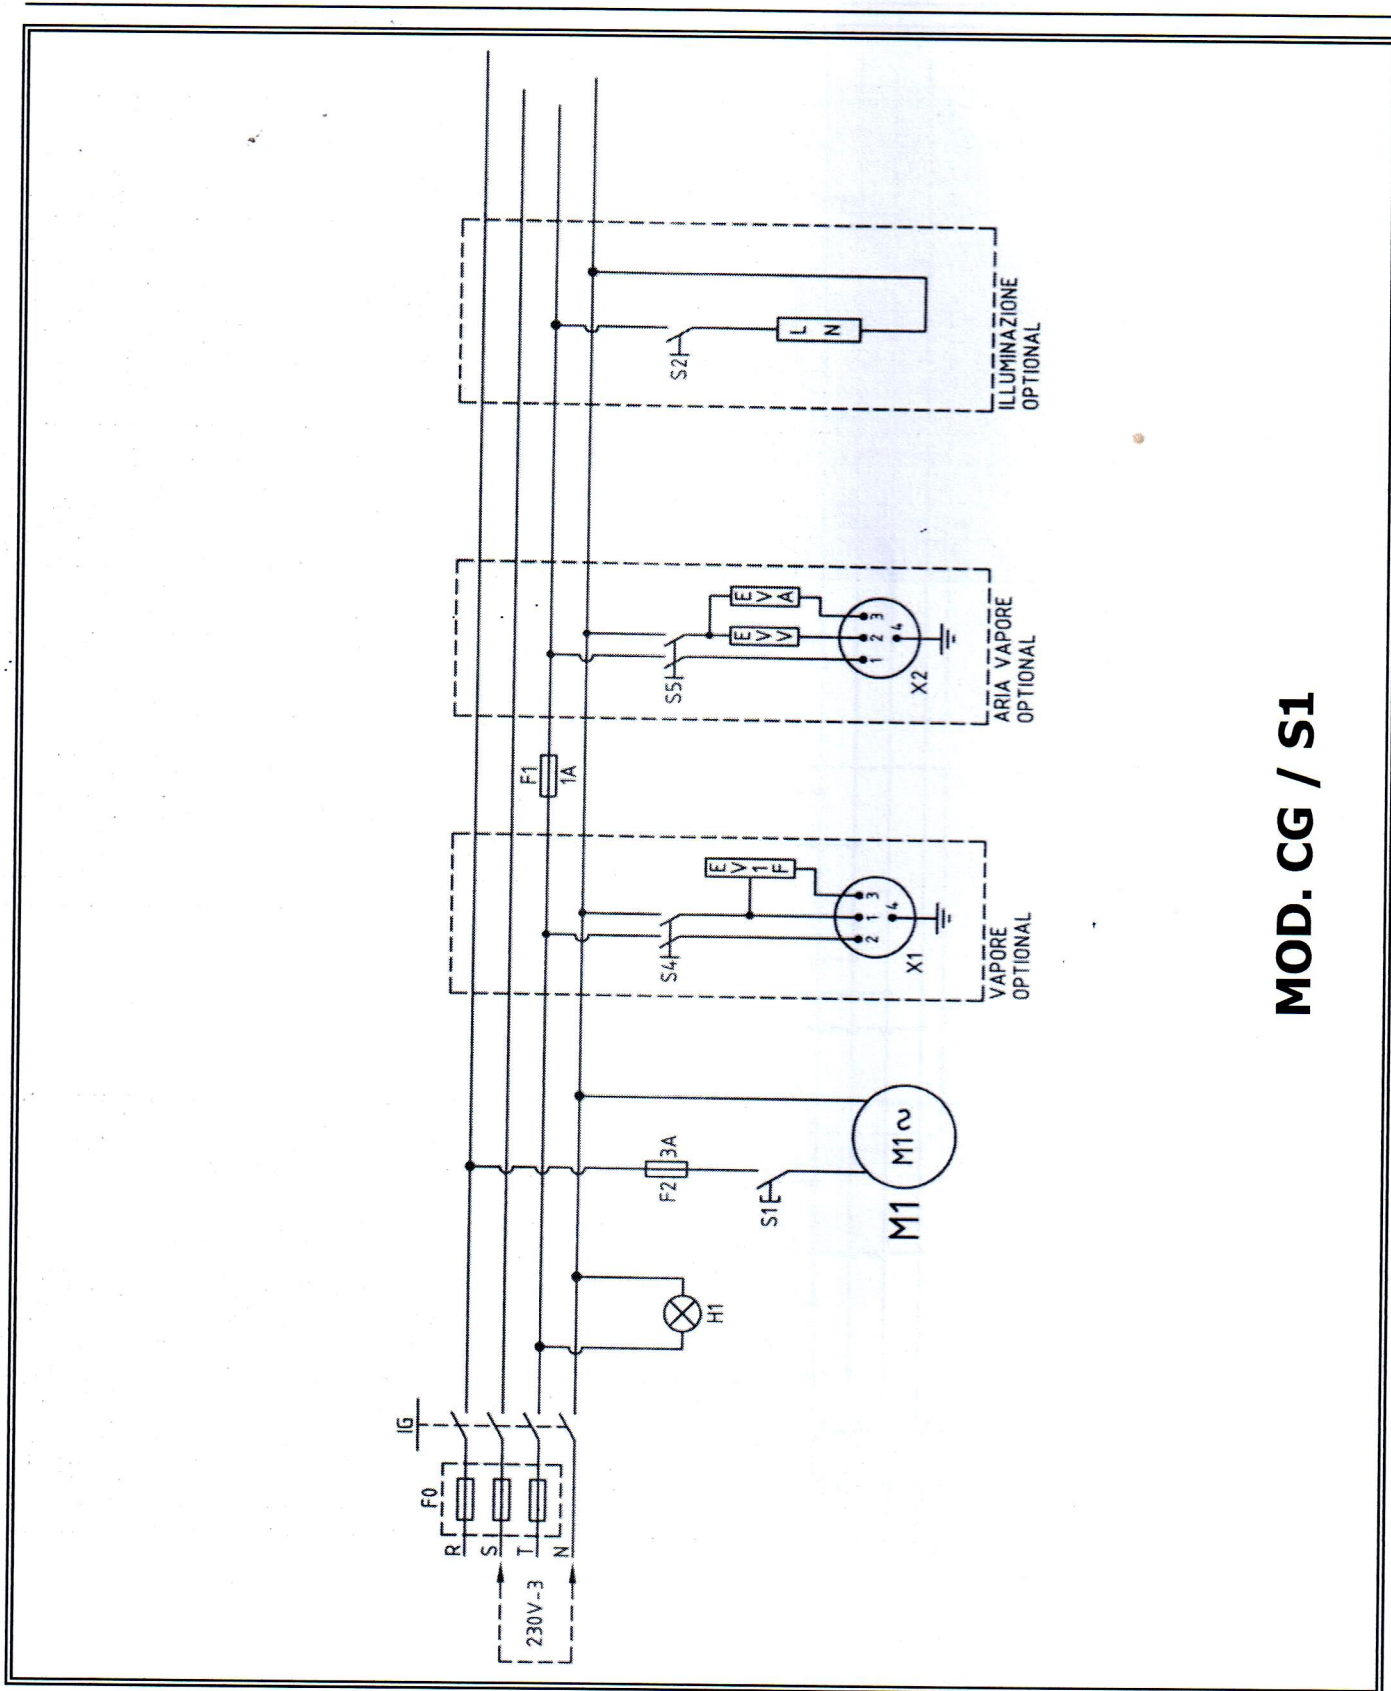 IG
F0
R
S
T
N
230V-3
H1
F2
3A
S1
M1
M1
S4
EV1F
2
1
3
4
X1
VAPORE
OPTIONAL
F1
1A
S5
EVV
EVA
1
2
3
4
X2
ARIA VAPORE
OPTIONAL
S2
L
N
ILLUMINAZIONE
OPTIONAL
MOD. CG / S1